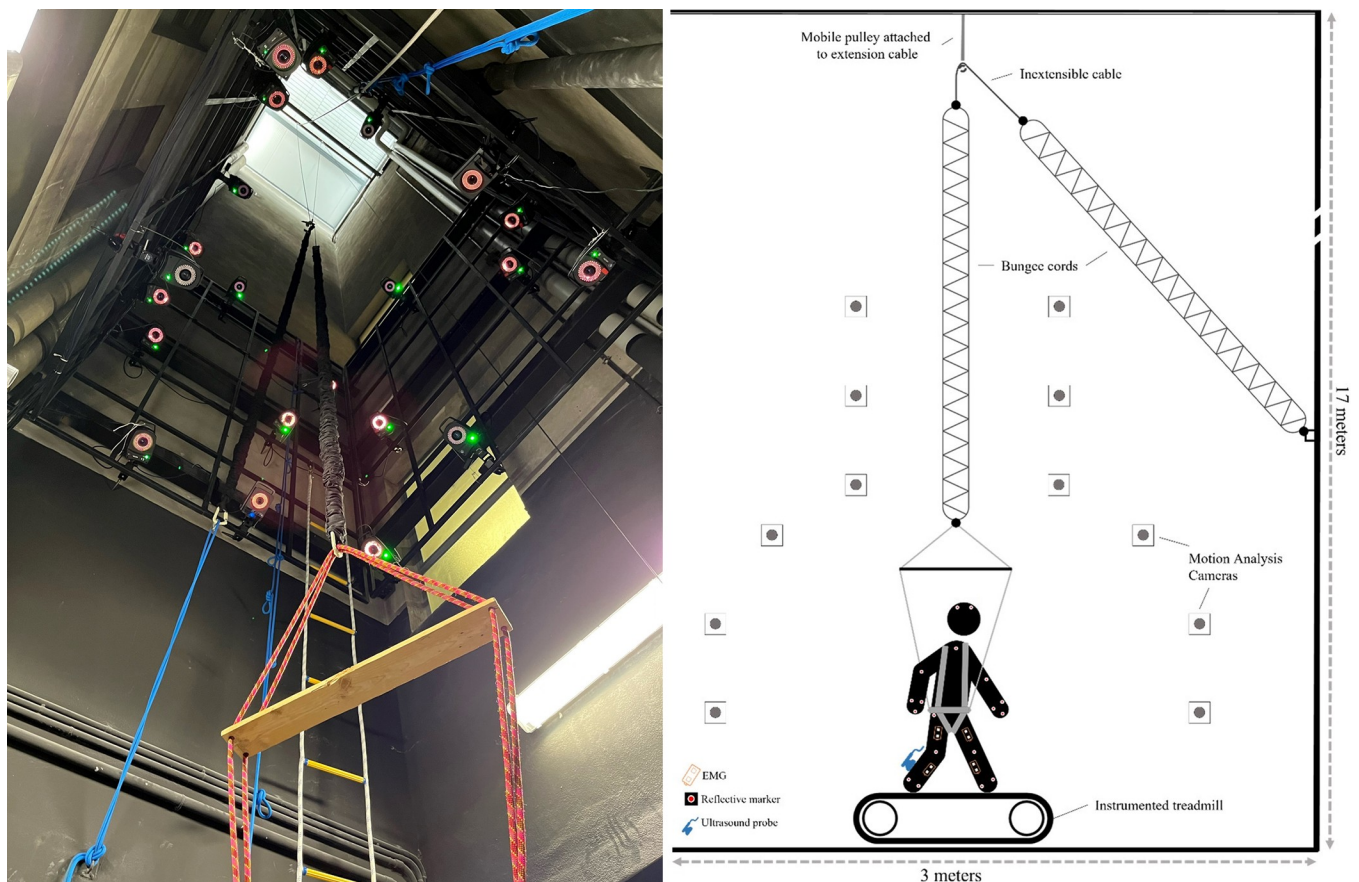 Mobile pulley attached
to extension cable
Inextensible cable
Bungee cords
17 meters
Motion Analysis
Cameras
EMG
Reflective marker
Ultrasound probe
Instrumented treadmill
3 meters